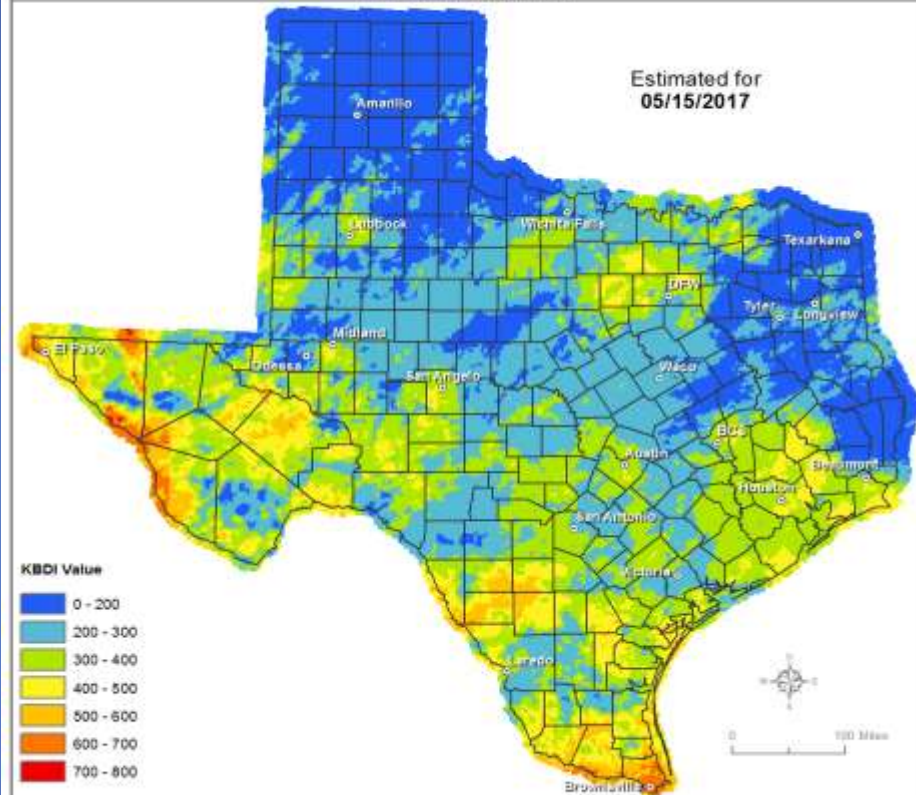 Estimated for
05/15/2017
Amarillo
Lubbock
Wichita Falls
Texarkana
DFW
Tyler
Longview
Midland
El Paso
Odessa
San Angelo
Waco
BCS
Austin
Beaumont
Houston
San Antonio
Victoria
KBDI Value
0 - 200
200 - 300
300 - 400
400 - 500
500 - 600
600 - 700
700 - 800
Laredo
0 100 Miles
Brownsville